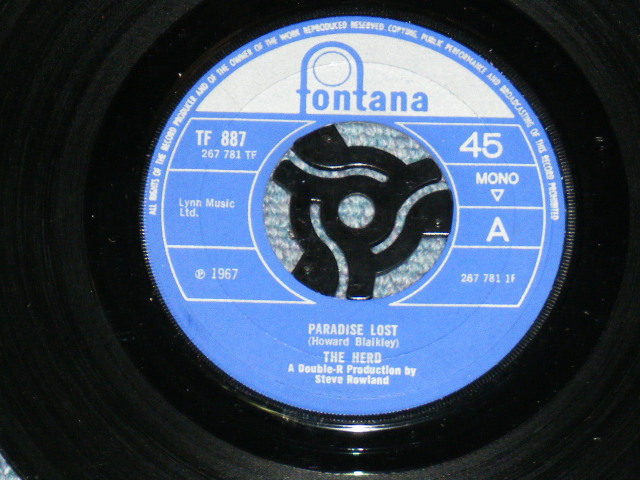 ALL RIGHTS OF THE RECORD PRODUCER AND OF THE OWNER OF THE WORK REPRODUCED RESERVED. COPYING, PUBLIC PERFORMANCE AND BROADCASTING OF THIS RECORD PROHIBITED
fontana
TF 887
267 781 TF
45
MONO
Lynn Music
Ltd.
A
℗ 1967
267 781 1F
PARADISE LOST
(Howard Blaikley)
THE HERD
A Double-R Production by
Steve Rowland